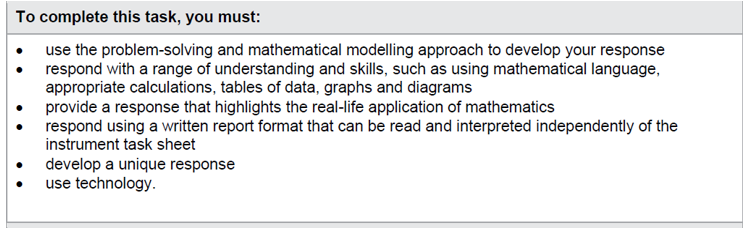 To complete this task, you must:
• use the problem-solving and mathematical modelling approach to develop your response
• respond with a range of understanding and skills, such as using mathematical language,
appropriate calculations, tables of data, graphs and diagrams
• provide a response that highlights the real-life application of mathematics
• respond using a written report format that can be read and interpreted independently of the
instrument task sheet
• develop a unique response
• use technology.